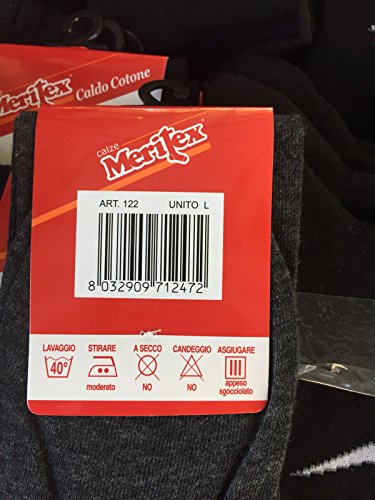 MeriTex
Caldo Cotone
calze
MeriTex
ART. 122 UNITO L
8 032909 712472
LAVAGGIO STIRARE A SECCO CANDEGGIO ASGIUGARE
40°
moderato NO NO appeso
sgocciolato